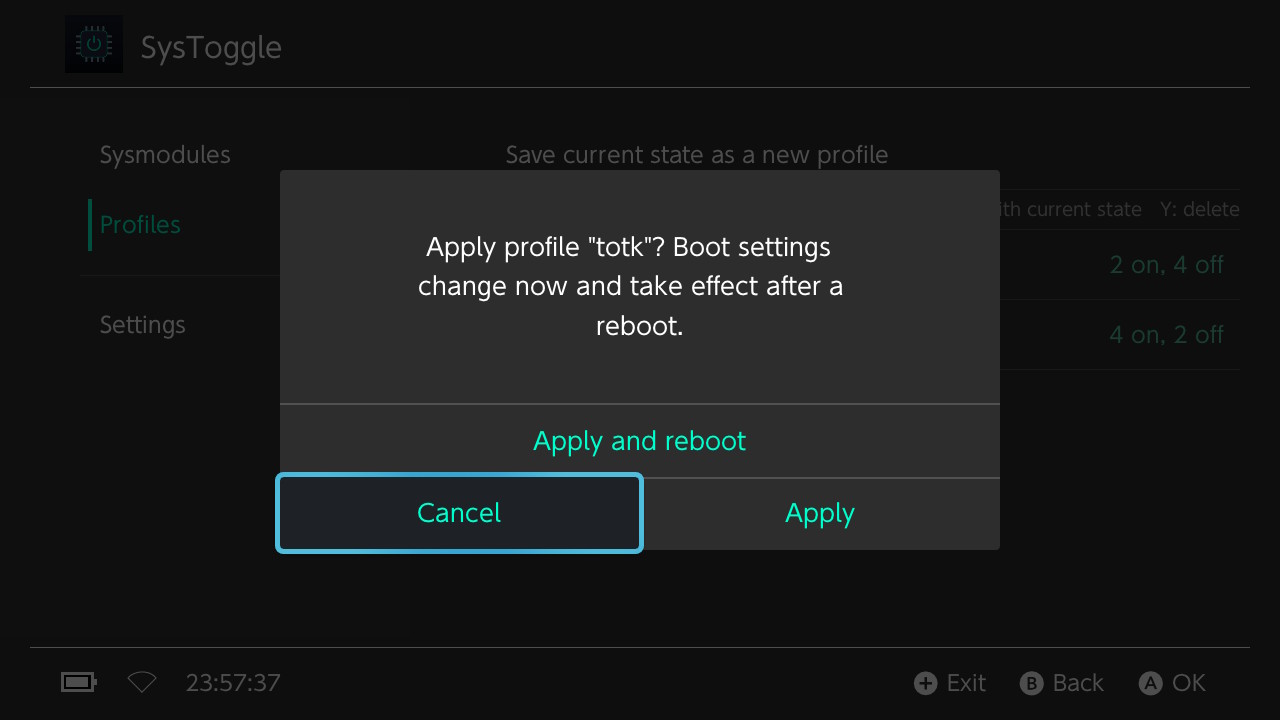 SysToggle
Sysmodules
Save current state as a new profile
Profiles
with current state Y: delete
2 on, 4 off
Settings
4 on, 2 off
Apply profile "totk"? Boot settings
change now and take effect after a
reboot.
Apply and reboot
Cancel
Apply
23:57:37
+ Exit
B Back
A OK